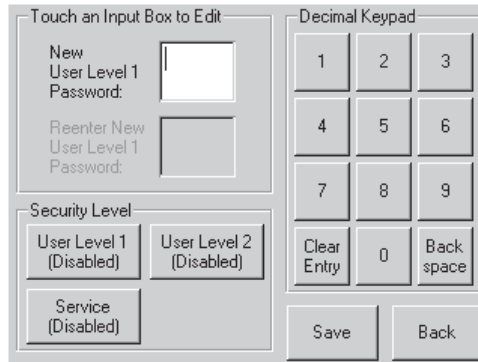 Touch an Input Box to Edit
New
User Level 1
Password:
Reenter New
User Level 1
Password:
Security Level
User Level 1
(Disabled)
User Level 2
(Disabled)
Service
(Disabled)
Decimal Keypad
1
2
3
4
5
6
7
8
9
Clear
Entry
0
Back
space
Save
Back